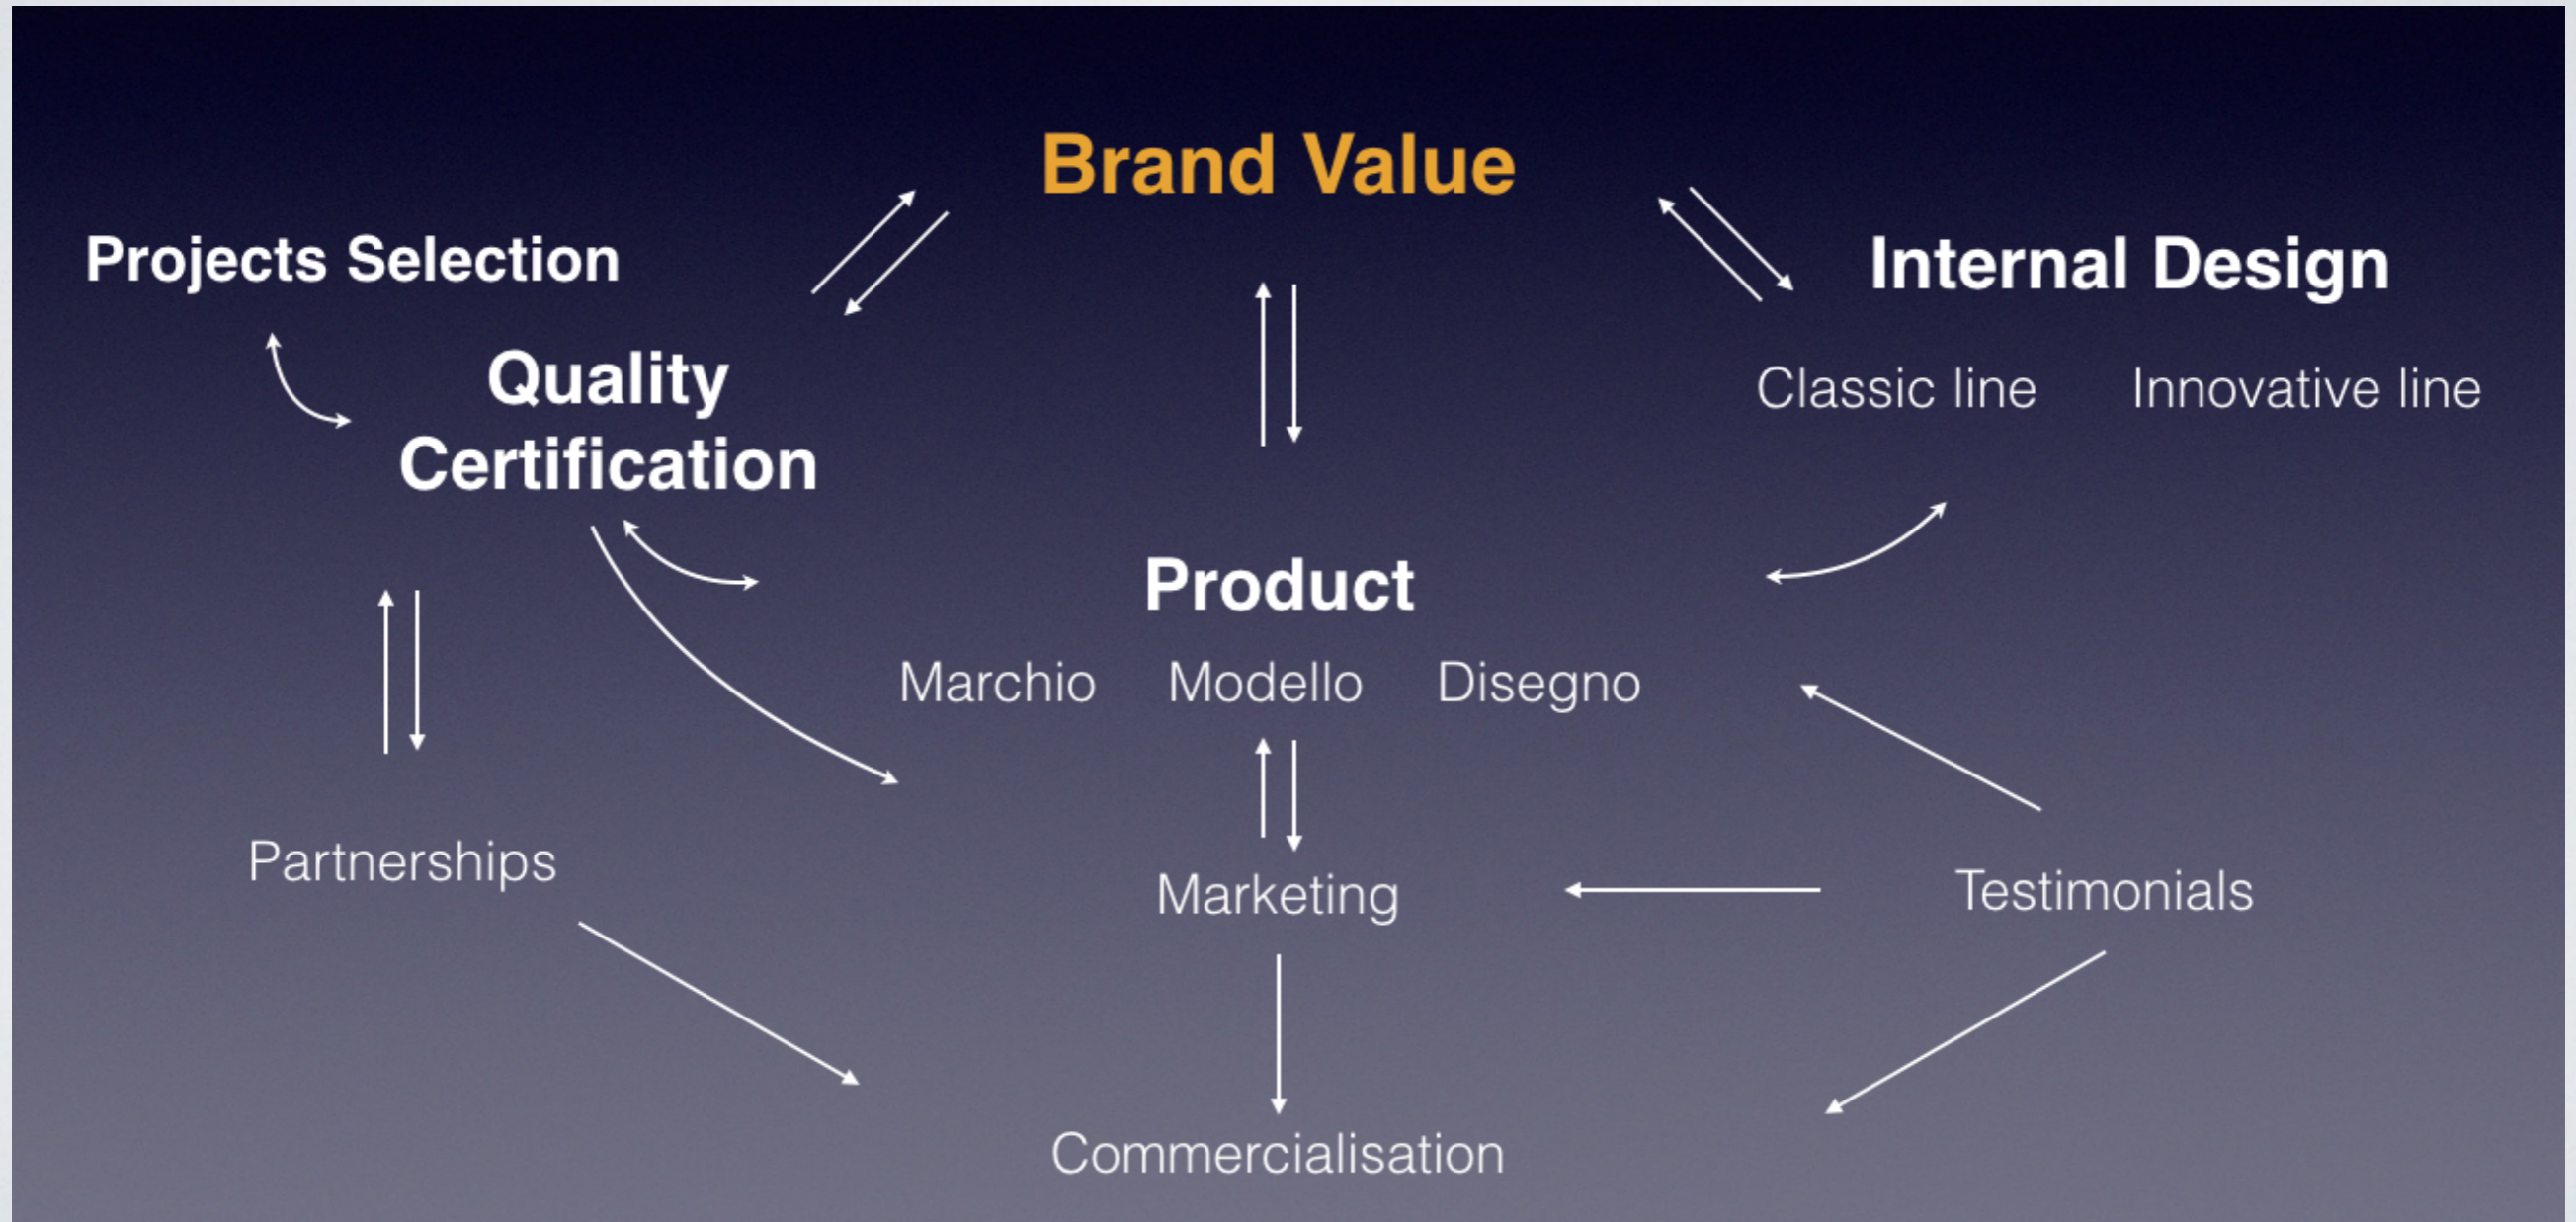 Brand Value
Projects Selection
Internal Design
Quality
Certification
Classic line
Innovative line
Product
Marchio
Modello
Disegno
Partnerships
Marketing
Testimonials
Commercialisation